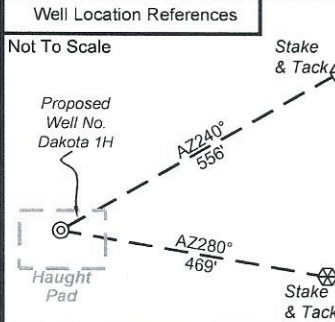 Well Location References
Not To Scale
Stake
& Tack
Proposed
Well No.
Dakota 1H
AZ240°
556'
AZ280°
469'
Haught
Pad
Stake
& Tack